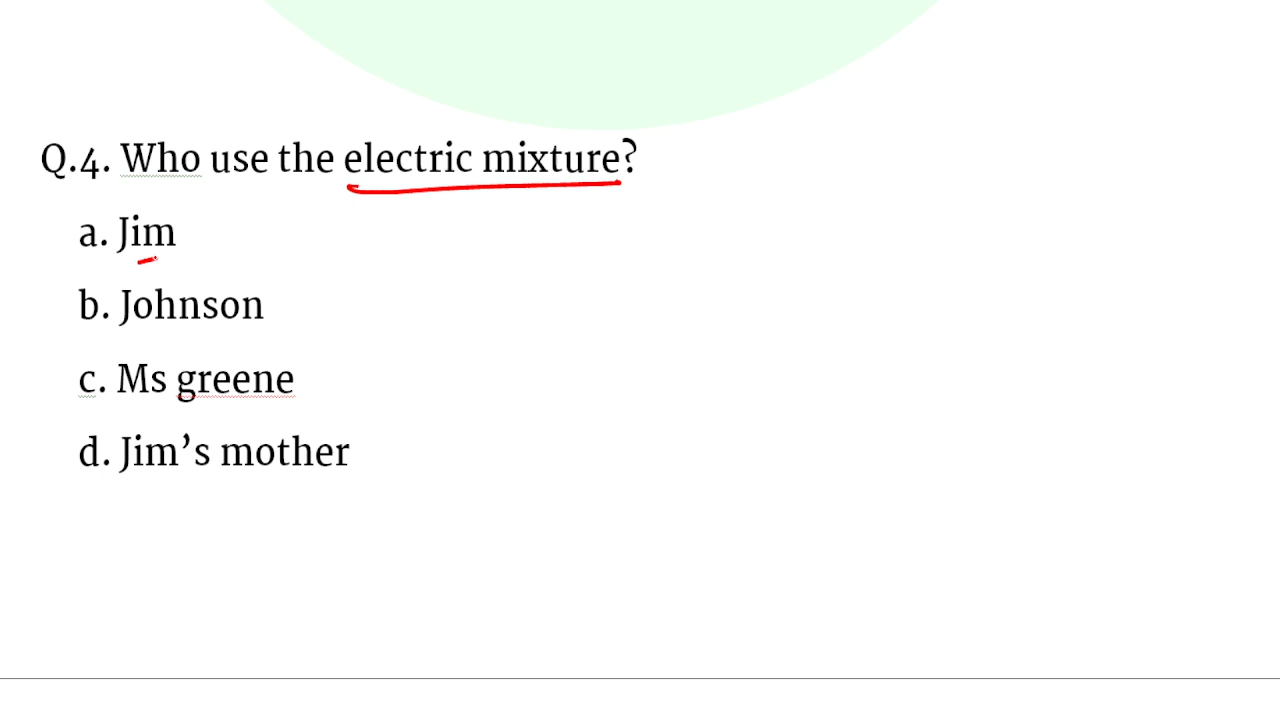 Q.4. Who use the electric mixture?
a. Jim
b. Johnson
c. Ms greene
d. Jim’s mother